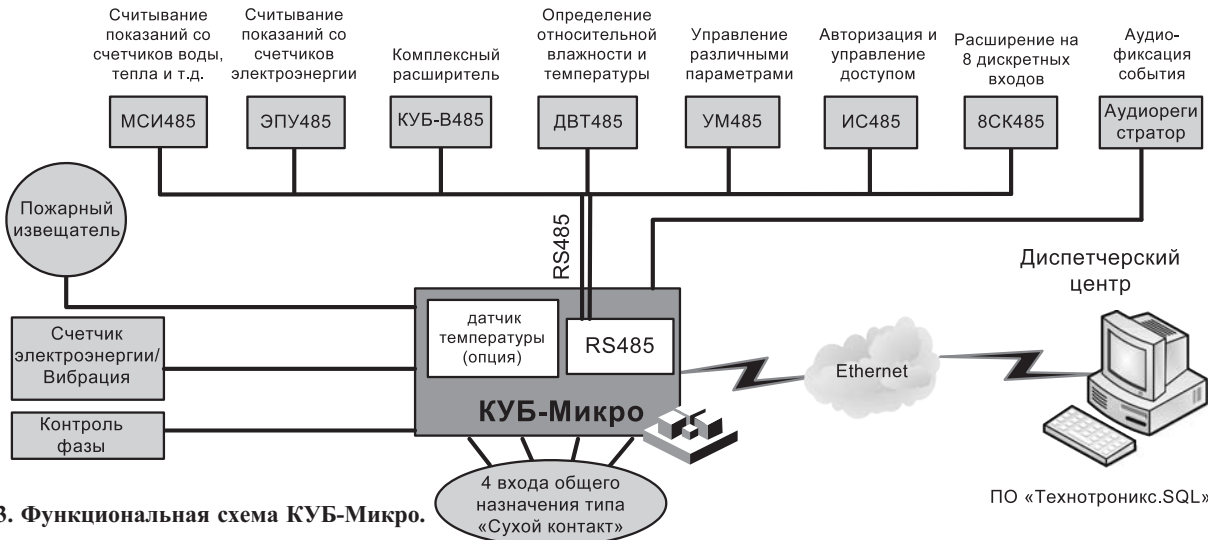 Считывание
показаний со
счетчиков воды,
тепла и т.д.
Считывание
показаний со
счетчиков
электроэнергии
Комплексный
расширитель
Определение
относительной
влажности и
температуры
Управление
различными
параметрами
Авторизация и
управление
доступом
Расширение на
8 дискретных
входов
Аудио-
фиксация
события
МСИ485
ЭПУ485
КУБ-В485
ДВТ485
УМ485
ИС485
8СК485
Аудиореги
стратор
Пожарный
извещатель
RS485
Счетчик
электроэнергии/
Вибрация
Контроль
фазы
датчик
температуры
(опция)
RS485
КУБ-Микро
4 входа общего
назначения типа
«Сухой контакт»
Ethernet
Диспетчерский
центр
ПО «Технотроникс.SQL»
3. Функциональная схема КУБ-Микро.